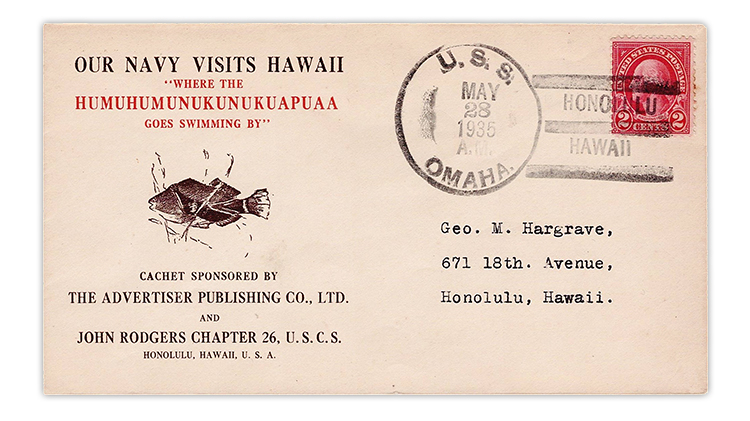 OUR NAVY VISITS HAWAII
"WHERE THE
HUMUHUMUNUKUNUKUAPUAA
GOES SWIMMING BY"
CACHET SPONSORED BY
THE ADVERTISER PUBLISHING CO., LTD.
AND
JOHN RODGERS CHAPTER 26, U.S.C.S.
HONOLULU, HAWAII, U. S. A.
U. S. S.
MAY
28
1935
A.M.
OMAHA.
HONOLULU
HAWAII
UNITED STATES POSTAGE
2 CENTS 2
Geo. M. Hargrave,
671 18th. Avenue,
Honolulu, Hawaii.